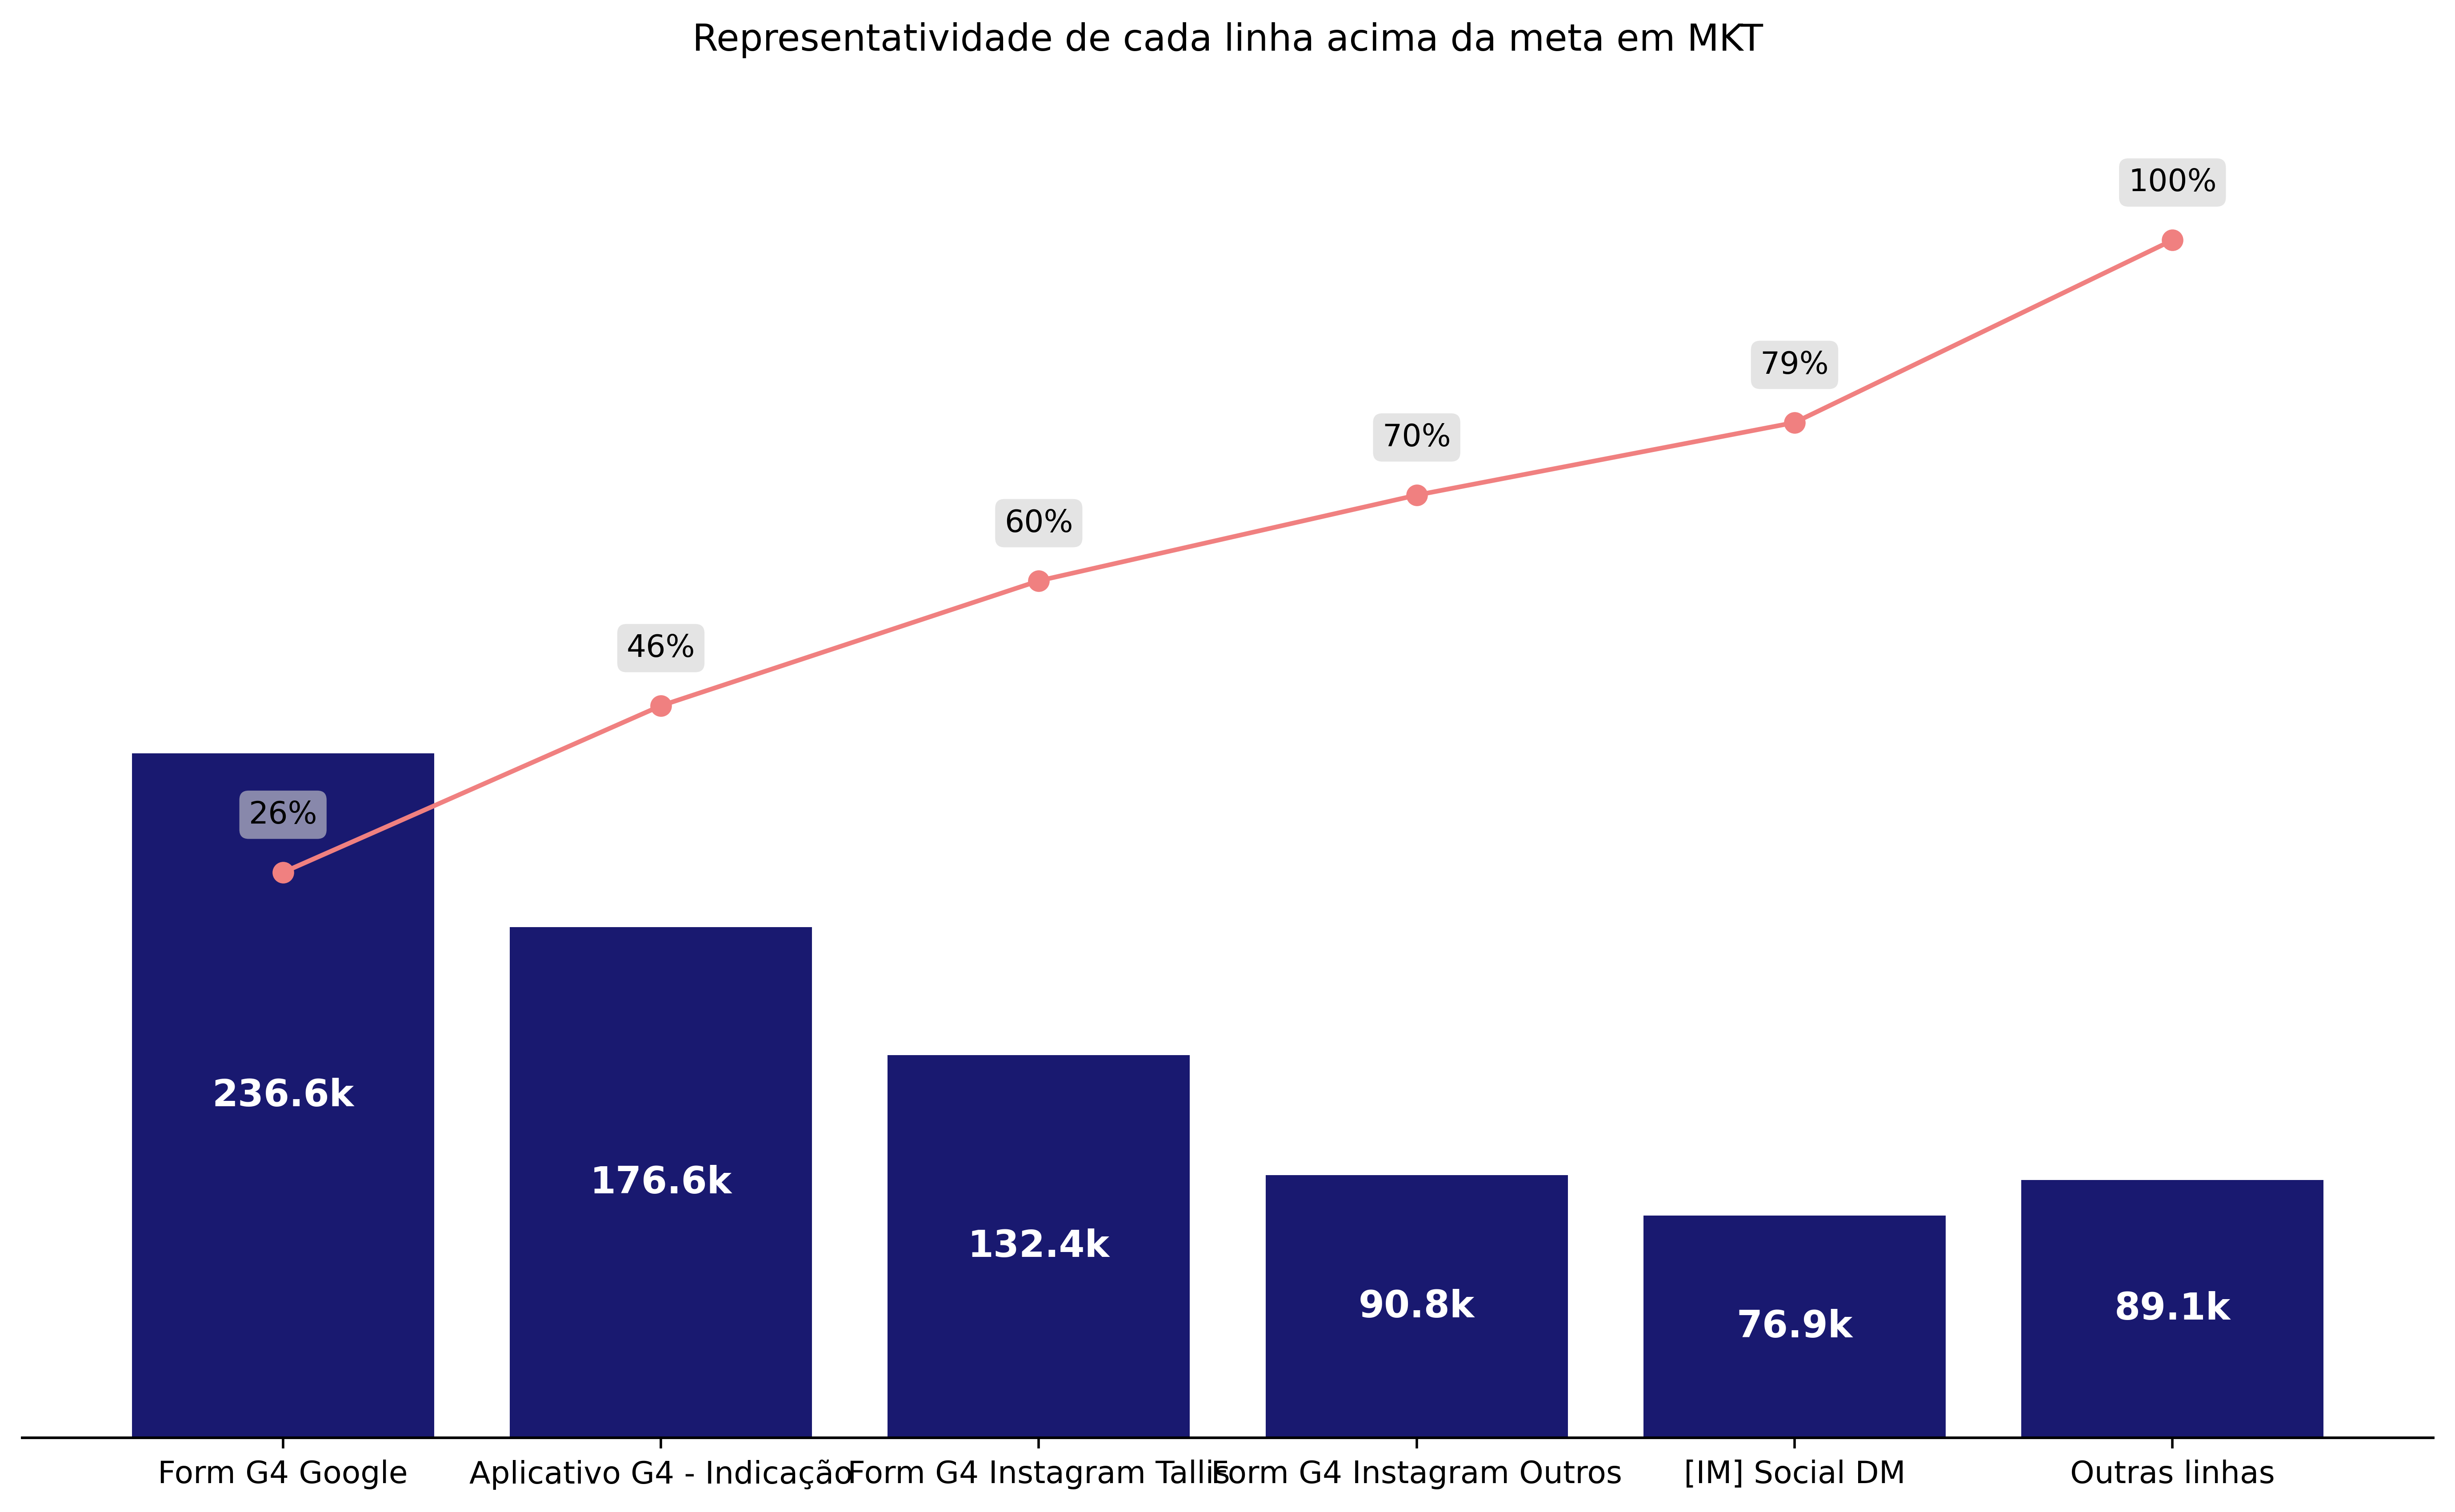 Representatividade de cada linha acima da meta em MKT
100%
79%
70%
60%
46%
26%
236.6k
176.6k
132.4k
90.8k
76.9k
89.1k
Form G4 Google
Aplicativo G4 - Indicação
Form G4 Instagram Tallis
Form G4 Instagram Outros
[IM] Social DM
Outras linhas